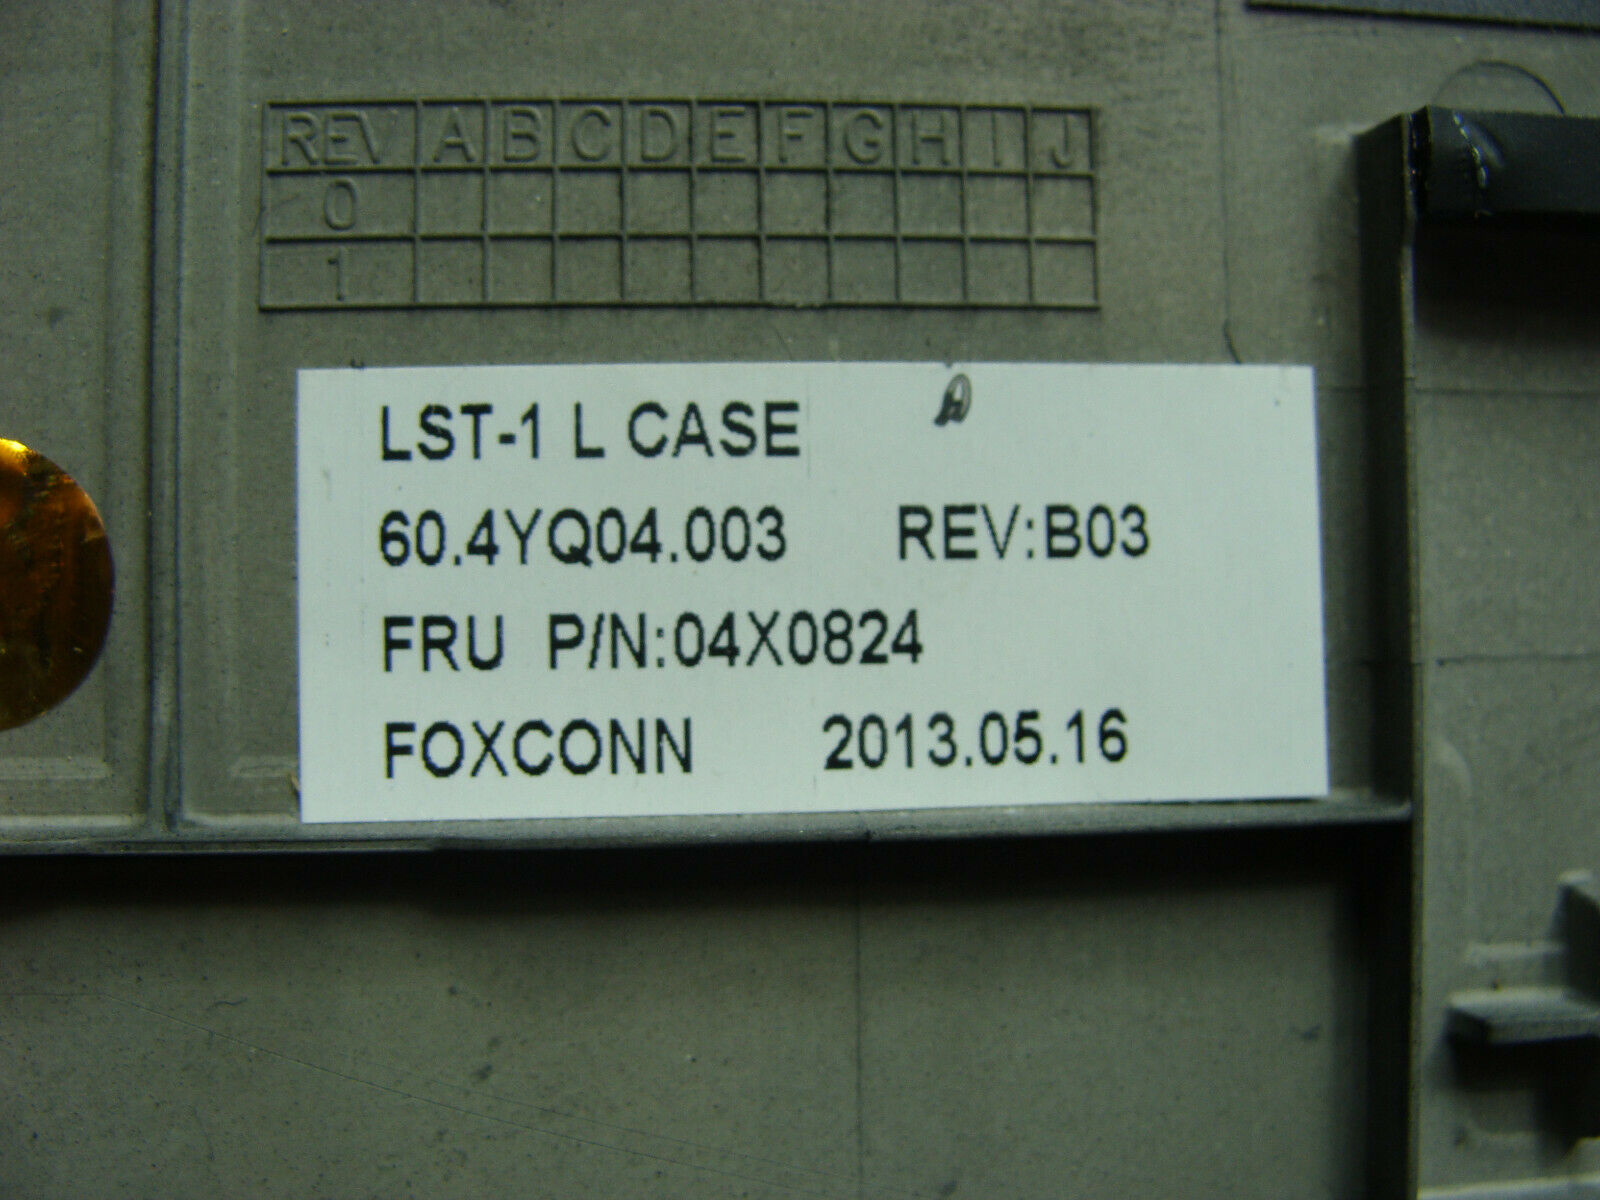 REV A B C D E F G H I J
0
1
LST-1 L CASE
60.4YQ04.003 REV:B03
FRU P/N:04X0824
FOXCONN 2013.05.16